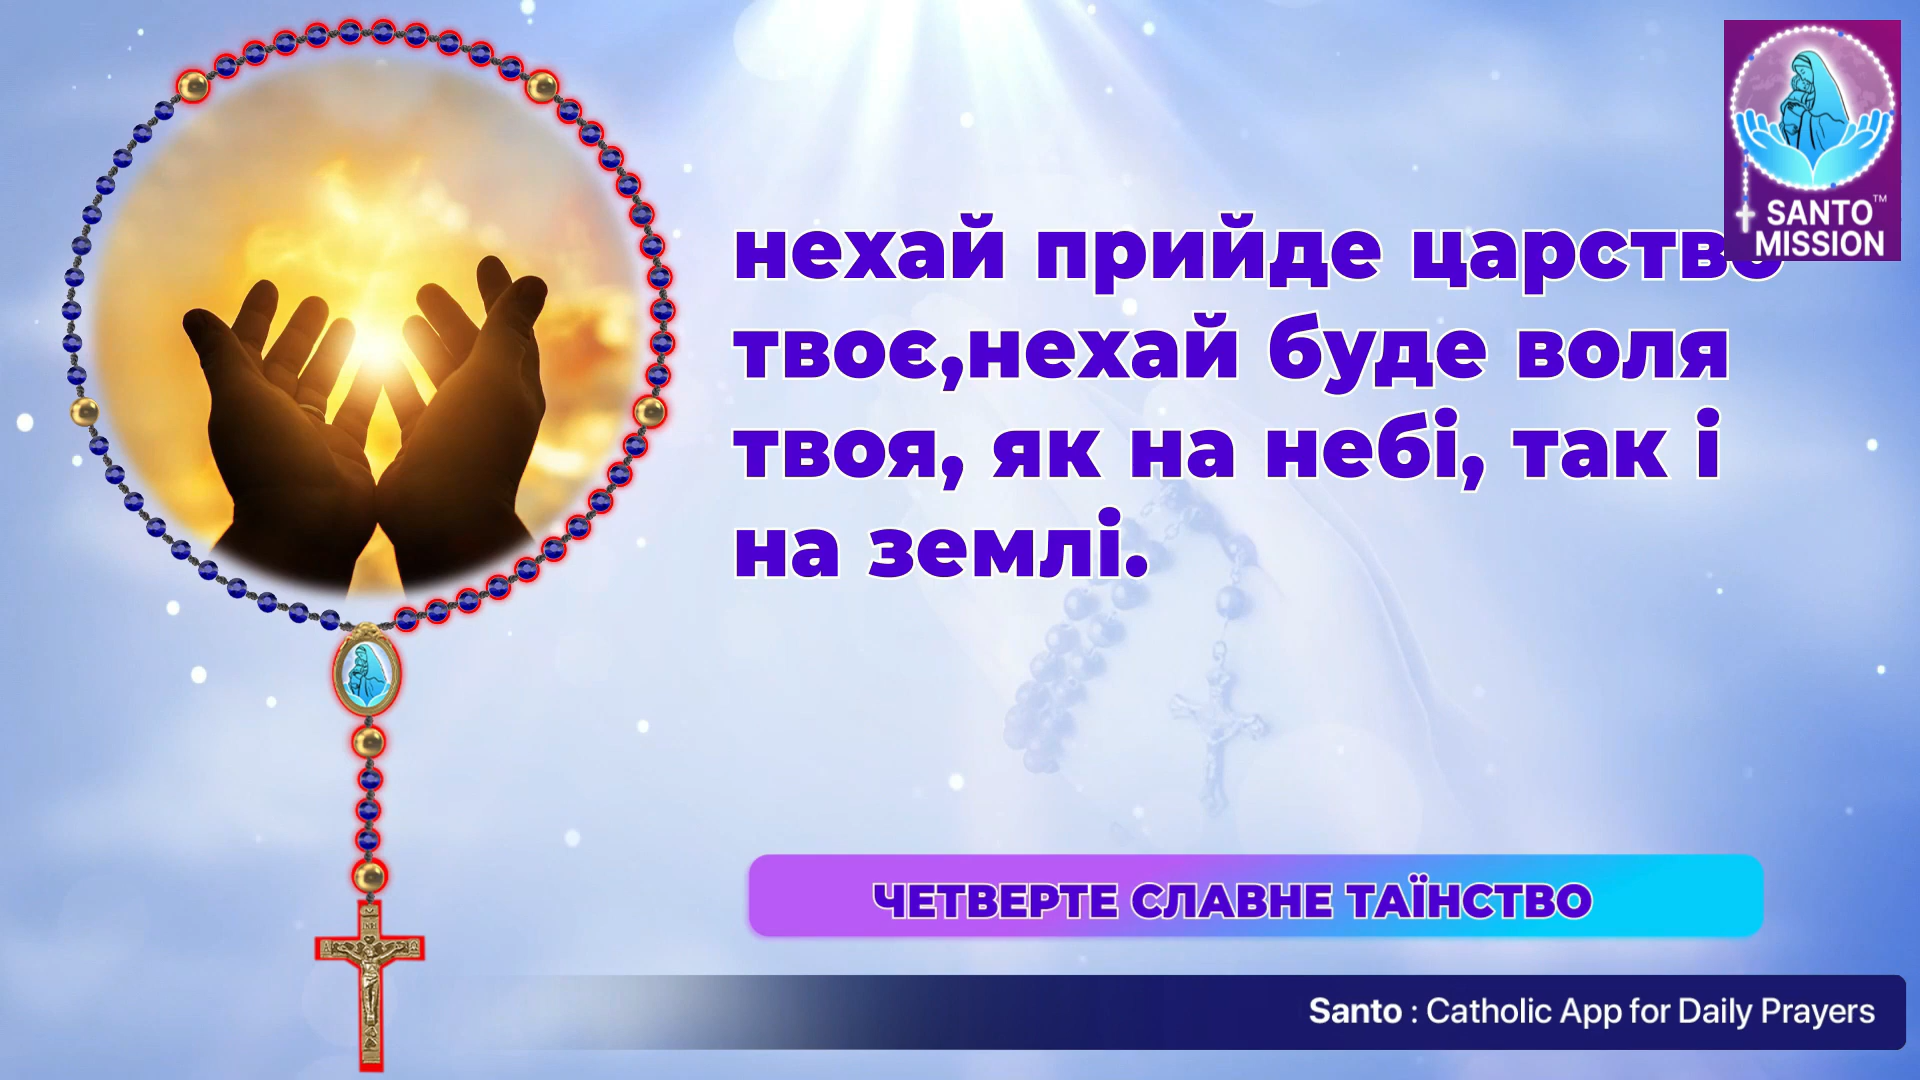 SANTO™
MISSION
нехай прийде царство
твоє,нехай буде воля
твоя, як на небі, так і
на землі.
ЧЕТВЕРТЕ СЛАВНЕ ТАЇНСТВО
Santo : Catholic App for Daily Prayers